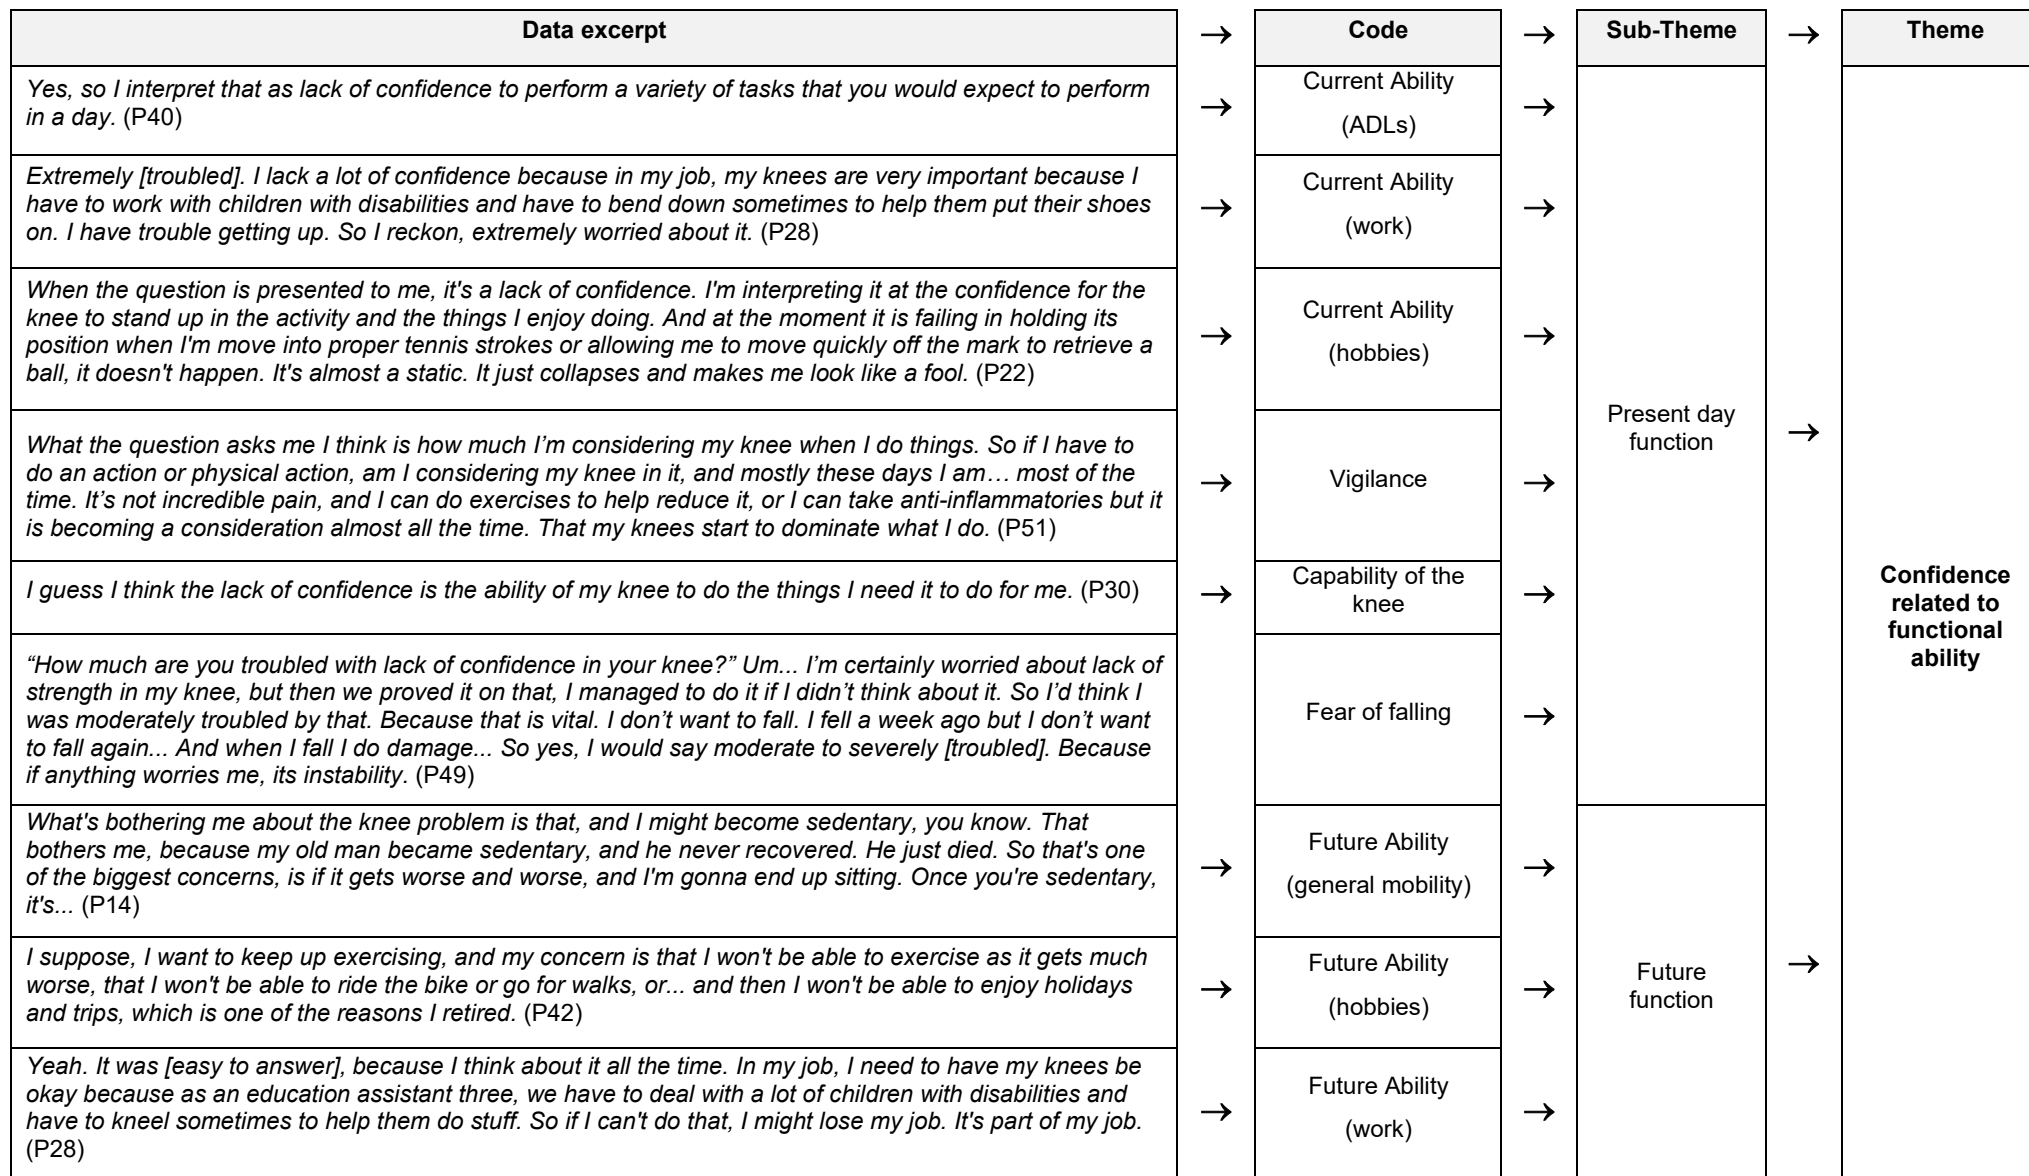 Data excerpt → Code → Sub-Theme → Theme
Yes, so I interpret that as lack of confidence to perform a variety of tasks that you would expect to perform
in a day. (P40)
→
Current Ability
(ADLs)
→
Extremely [troubled]. I lack a lot of confidence because in my job, my knees are very important because I
have to work with children with disabilities and have to bend down sometimes to help them put their shoes
on. I have trouble getting up. So I reckon, extremely worried about it. (P28)
→
Current Ability
(work)
→
When the question is presented to me, it's a lack of confidence. I'm interpreting it at the confidence for the
knee to stand up in the activity and the things I enjoy doing. And at the moment it is failing in holding its
position when I'm move into proper tennis strokes or allowing me to move quickly off the mark to retrieve a
ball, it doesn't happen. It's almost a static. It just collapses and makes me look like a fool. (P22)
→
Current Ability
(hobbies)
→
What the question asks me I think is how much I’m considering my knee when I do things. So if I have to
do an action or physical action, am I considering my knee in it, and mostly these days I am… most of the
time. It’s not incredible pain, and I can do exercises to help reduce it, or I can take anti-inflammatories but it
is becoming a consideration almost all the time. That my knees start to dominate what I do. (P51)
→
Vigilance
→
I guess I think the lack of confidence is the ability of my knee to do the things I need it to do for me. (P30)
→
Capability of the
knee
→
“How much are you troubled with lack of confidence in your knee?” Um... I’m certainly worried about lack of
strength in my knee, but then we proved it on that, I managed to do it if I didn’t think about it. So I’d think I
was moderately troubled by that. Because that is vital. I don’t want to fall. I fell a week ago but I don’t want
to fall again... And when I fall I do damage... So yes, I would say moderate to severely [troubled]. Because
if anything worries me, its instability. (P49)
Fear of falling
→
Present day
function
→
What's bothering me about the knee problem is that, and I might become sedentary, you know. That
bothers me, because my old man became sedentary, and he never recovered. He just died. So that's one
of the biggest concerns, is if it gets worse and worse, and I'm gonna end up sitting. Once you're sedentary,
it's... (P14)
→
Future Ability
(general mobility)
→
I suppose, I want to keep up exercising, and my concern is that I won't be able to exercise as it gets much
worse, that I won't be able to ride the bike or go for walks, or... and then I won't be able to enjoy holidays
and trips, which is one of the reasons I retired. (P42)
→
Future Ability
(hobbies)
→
Yeah. It was [easy to answer], because I think about it all the time. In my job, I need to have my knees be
okay because as an education assistant three, we have to deal with a lot of children with disabilities and
have to kneel sometimes to help them do stuff. So if I can't do that, I might lose my job. It's part of my job.
(P28)
→
Future Ability
(work)
→
Future
function
→
Confidence
related to
functional
ability